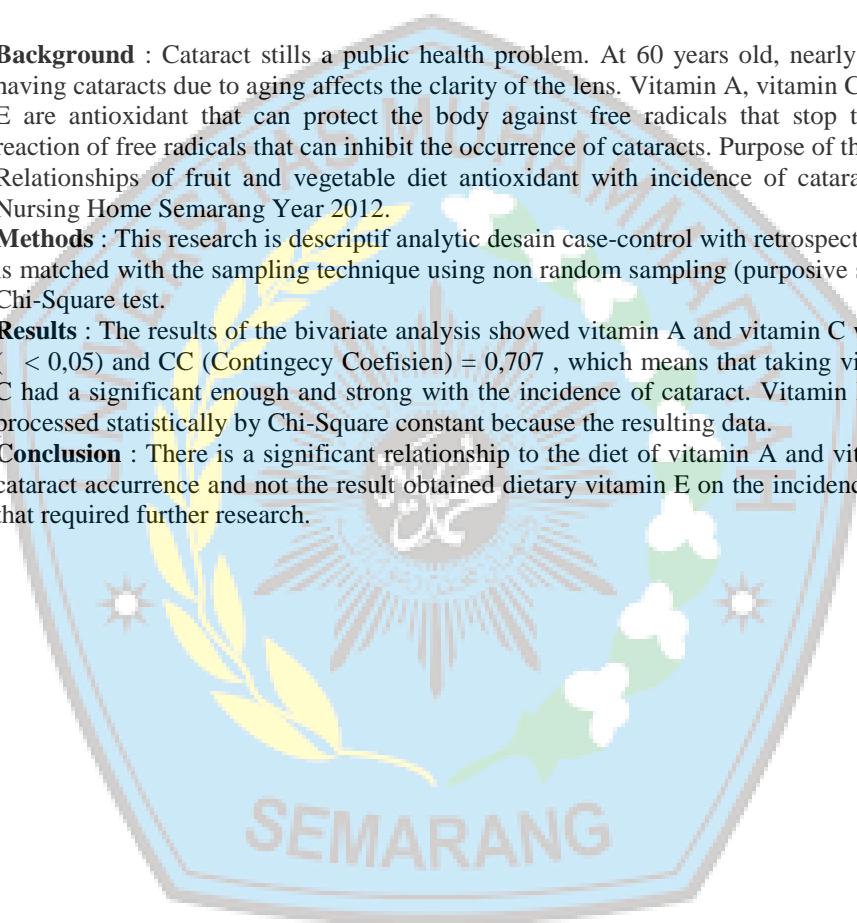 Background : Cataract stills a public health problem. At 60 years old, nearly
having cataracts due to aging affects the clarity of the lens. Vitamin A, vitamin C
E are antioxidant that can protect the body against free radicals that stop t
reaction of free radicals that can inhibit the occurrence of cataracts. Purpose of th
Relationships of fruit and vegetable diet antioxidant with incidence of catara
Nursing Home Semarang Year 2012.
Methods : This research is descriptif analytic desain case-control with retrospect
is matched with the sampling technique using non random sampling (purposive s
Chi-Square test.
Results : The results of the bivariate analysis showed vitamin A and vitamin C v
( < 0,05) and CC (Contingecy Coefisien) = 0,707 , which means that taking vi
C had a significant enough and strong with the incidence of cataract. Vitamin
processed statistically by Chi-Square constant because the resulting data.
Conclusion : There is a significant relationship to the diet of vitamin A and vit
cataract accurrence and not the result obtained dietary vitamin E on the incidenc
that required further research.
UNIVERSITAS MUHAMMADIYAH
SEMARANG